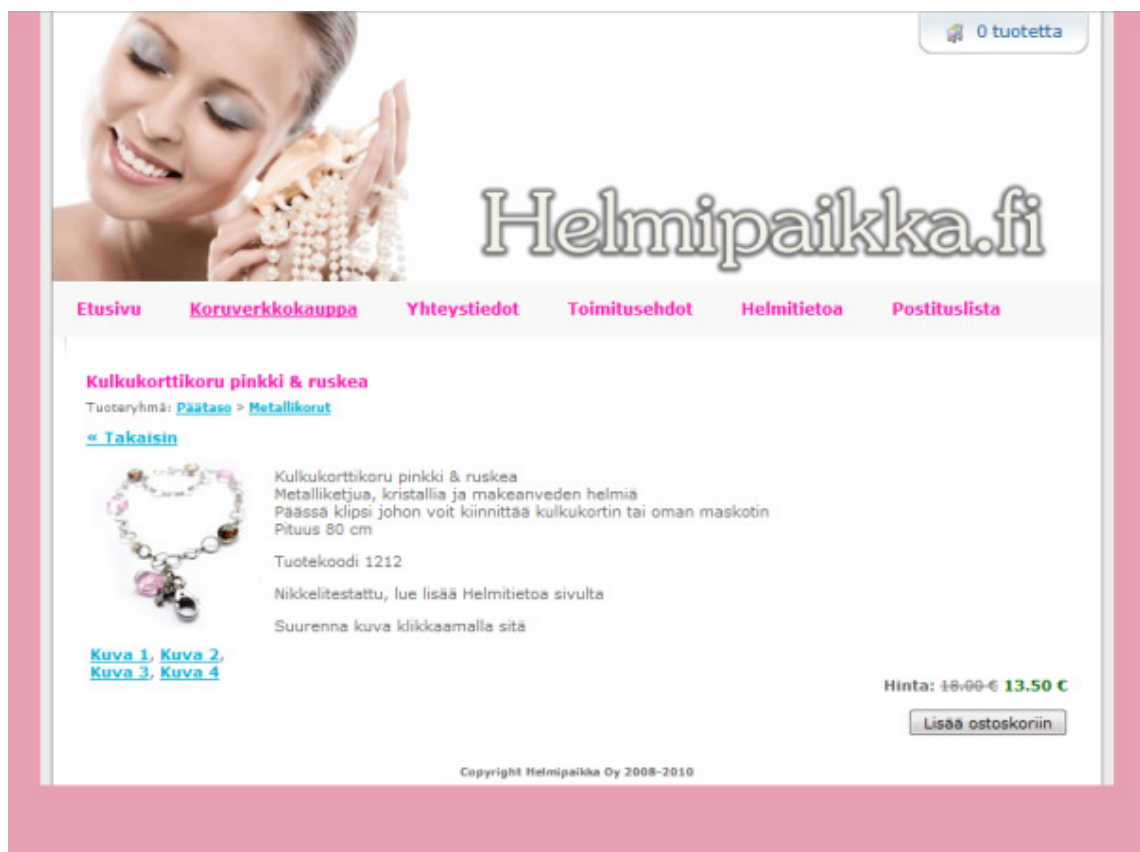 0 tuotetta
Helmipaikka.fi
Etusivu Koruverkkokauppa Yhteystiedot Toimitusehdot Helmitietoa Postituslista
Kulkukorttikoru pinkki & ruskea
Tuoteryhmä: Päätaso > Metallikorut
« Takaisin
Kulkukorttikoru pinkki & ruskea
Metalliketjua, kristallia ja makeanveden helmiä
Päässä klipsi johon voit kiinnittää kulkukortin tai oman maskotin
Pituus 80 cm
Tuotekoodi 1212
Nikkelitestattu, lue lisää Helmitietoa sivulta
Suurenna kuva klikkaamalla sitä
Kuva 1, Kuva 2,
Kuva 3, Kuva 4
Hinta: 18.00 € 13.50 €
Lisää ostoskoriin
Copyright Helmipaikka Oy 2008-2010